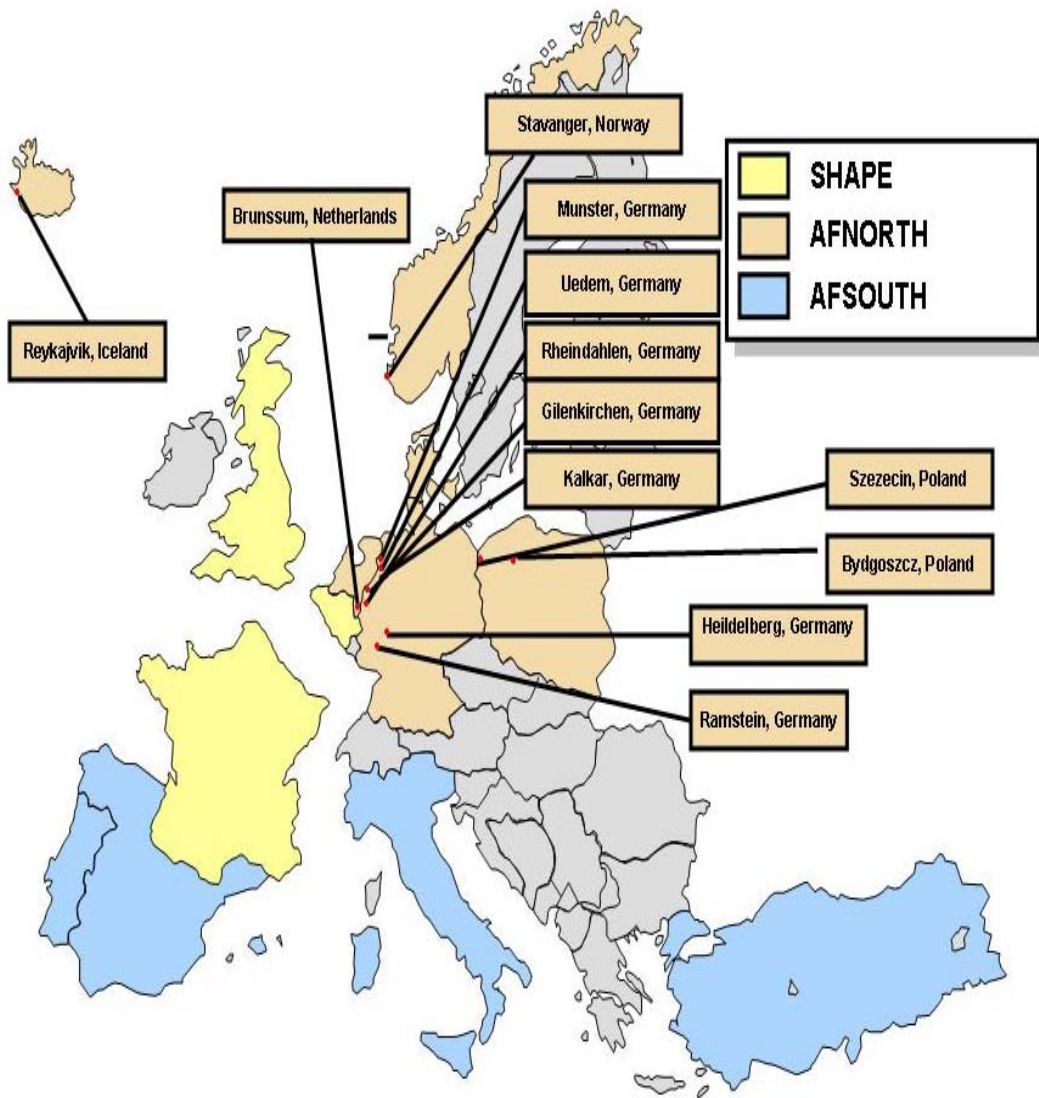 Stavanger, Norway
SHAPE
Brunssum, Netherlands
Munster, Germany
AFNORTH
Uedem, Germany
AFSOUTH
Reykajvik, Iceland
Rheindahlen, Germany
Gilenkirchen, Germany
Kalkar, Germany
Szezecin, Poland
Bydgoszcz, Poland
Heildelberg, Germany
Ramstein, Germany